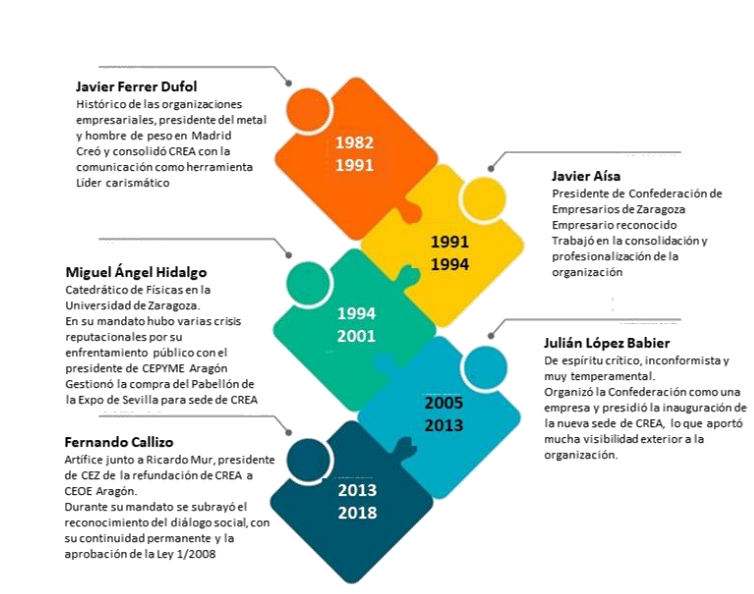 Javier Ferrer Dufol
Histórico de las organizaciones
empresariales, presidente del metal
y hombre de peso en Madrid
Creó y consolidó CREA con la
comunicación como herramienta
Líder carismático
1982
1991
Javier Aísa
Presidente de Confederación de
Empresarios de Zaragoza
Empresario reconocido
Trabajó en la consolidación y
profesionalización de la
organización
1991
1994
Miguel Ángel Hidalgo
Catedrático de Físicas en la
Universidad de Zaragoza.
En su mandato hubo varias crisis
reputacionales por su
enfrentamiento público con el
presidente de CEPYME Aragón
Gestionó la compra del Pabellón de
la Expo de Sevilla para sede de CREA
1994
2001
Julián López Babier
De espíritu crítico, inconformista y
muy temperamental.
Organizó la Confederación como una
empresa y presidió la inauguración de
la nueva sede de CREA, lo que aportó
mucha visibilidad exterior a la
organización.
2005
2013
Fernando Callizo
Artífice junto a Ricardo Mur, presidente
de CEZ de la refundación de CREA a
CEOE Aragón.
Durante su mandato se subrayó el
reconocimiento del diálogo social, con
su continuidad permanente y la
aprobación de la Ley 1/2008
2013
2018